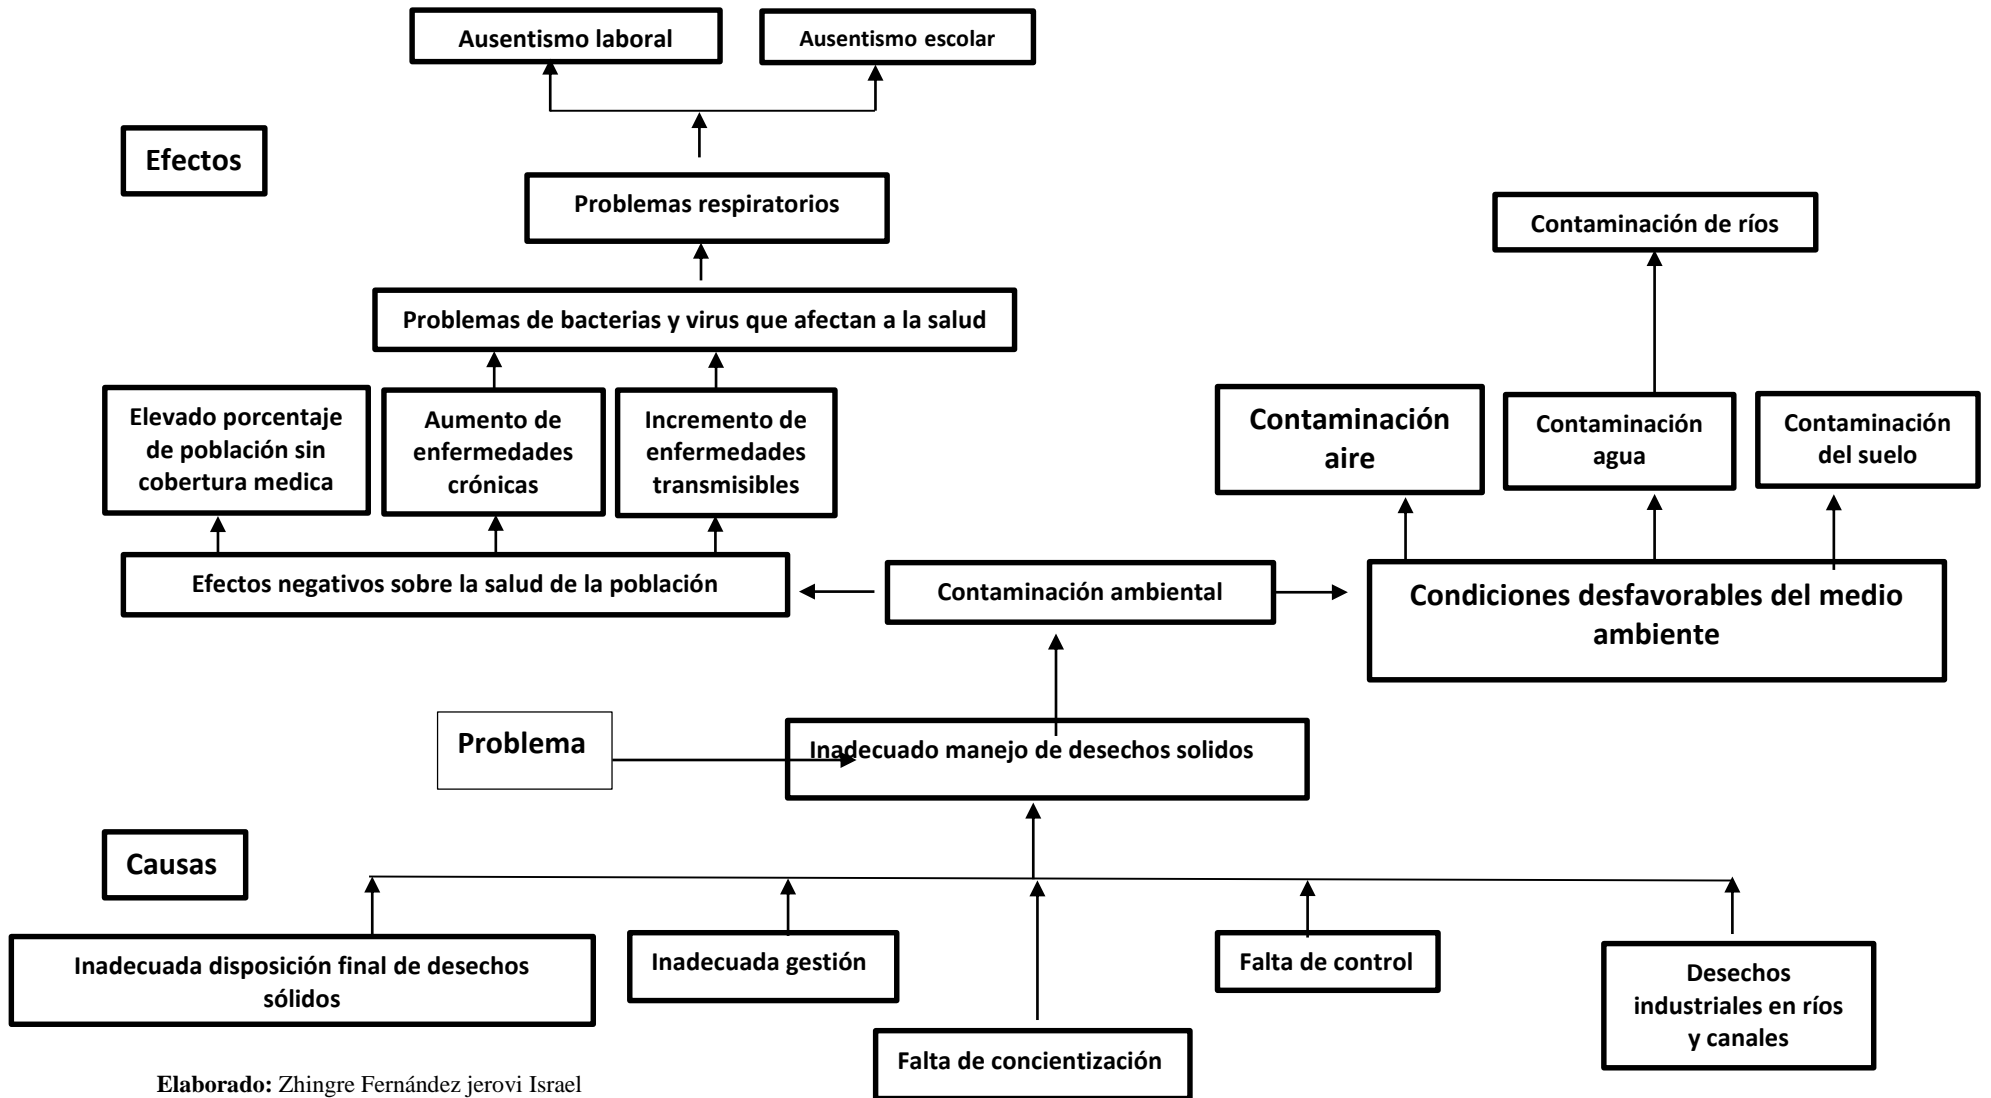 Ausentismo laboral
Ausentismo escolar
Efectos
Problemas respiratorios
Contaminación de ríos
Problemas de bacterias y virus que afectan a la salud
Elevado porcentaje
de población sin
cobertura medica
Aumento de
enfermedades
crónicas
Incremento de
enfermedades
transmisibles
Contaminación
aire
Contaminación
agua
Contaminación
del suelo
Efectos negativos sobre la salud de la población
Contaminación ambiental
Condiciones desfavorables del medio
ambiente
Problema
Inadecuado manejo de desechos solidos
Causas
Inadecuada disposición final de desechos
sólidos
Inadecuada gestión
Falta de concientización
Falta de control
Desechos
industriales en ríos
y canales
Elaborado: Zhingre Fernández jerovi Israel